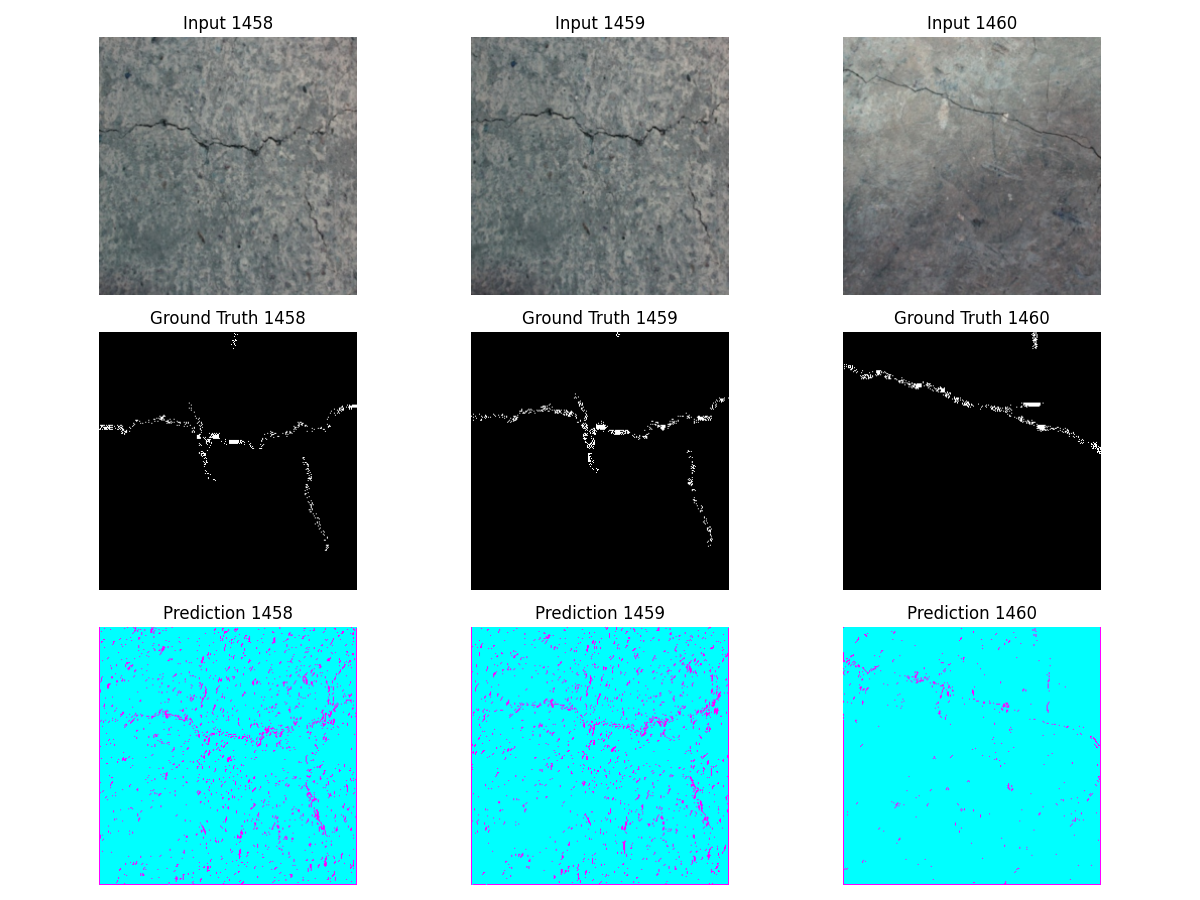 Input 1458
Input 1459
Input 1460
Ground Truth 1458
Ground Truth 1459
Ground Truth 1460
Prediction 1458
Prediction 1459
Prediction 1460